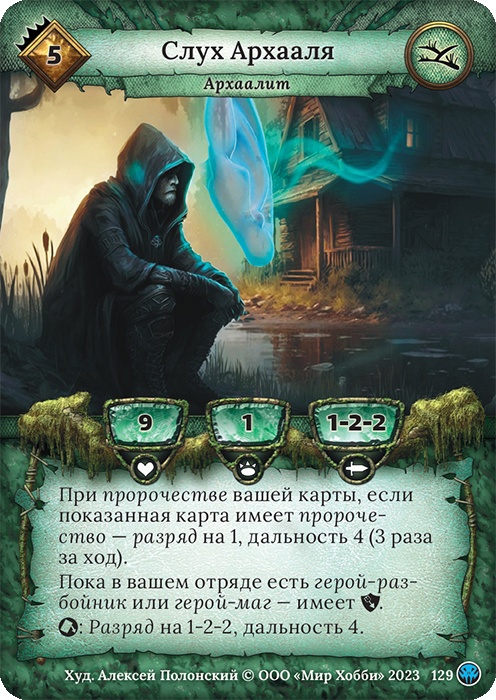 5
Слух Архааля
Архаалит
9
1
1-2-2
При пророчестве вашей карты, если
показанная карта имеет пророче-
ство — разряд на 1, дальность 4 (3 раза
за ход).
Пока в вашем отряде есть герой-раз-
бойник или герой-маг — имеет .
: Разряд на 1-2-2, дальность 4.
Худ. Алексей Полонский © ООО «Мир Хобби» 2023 129